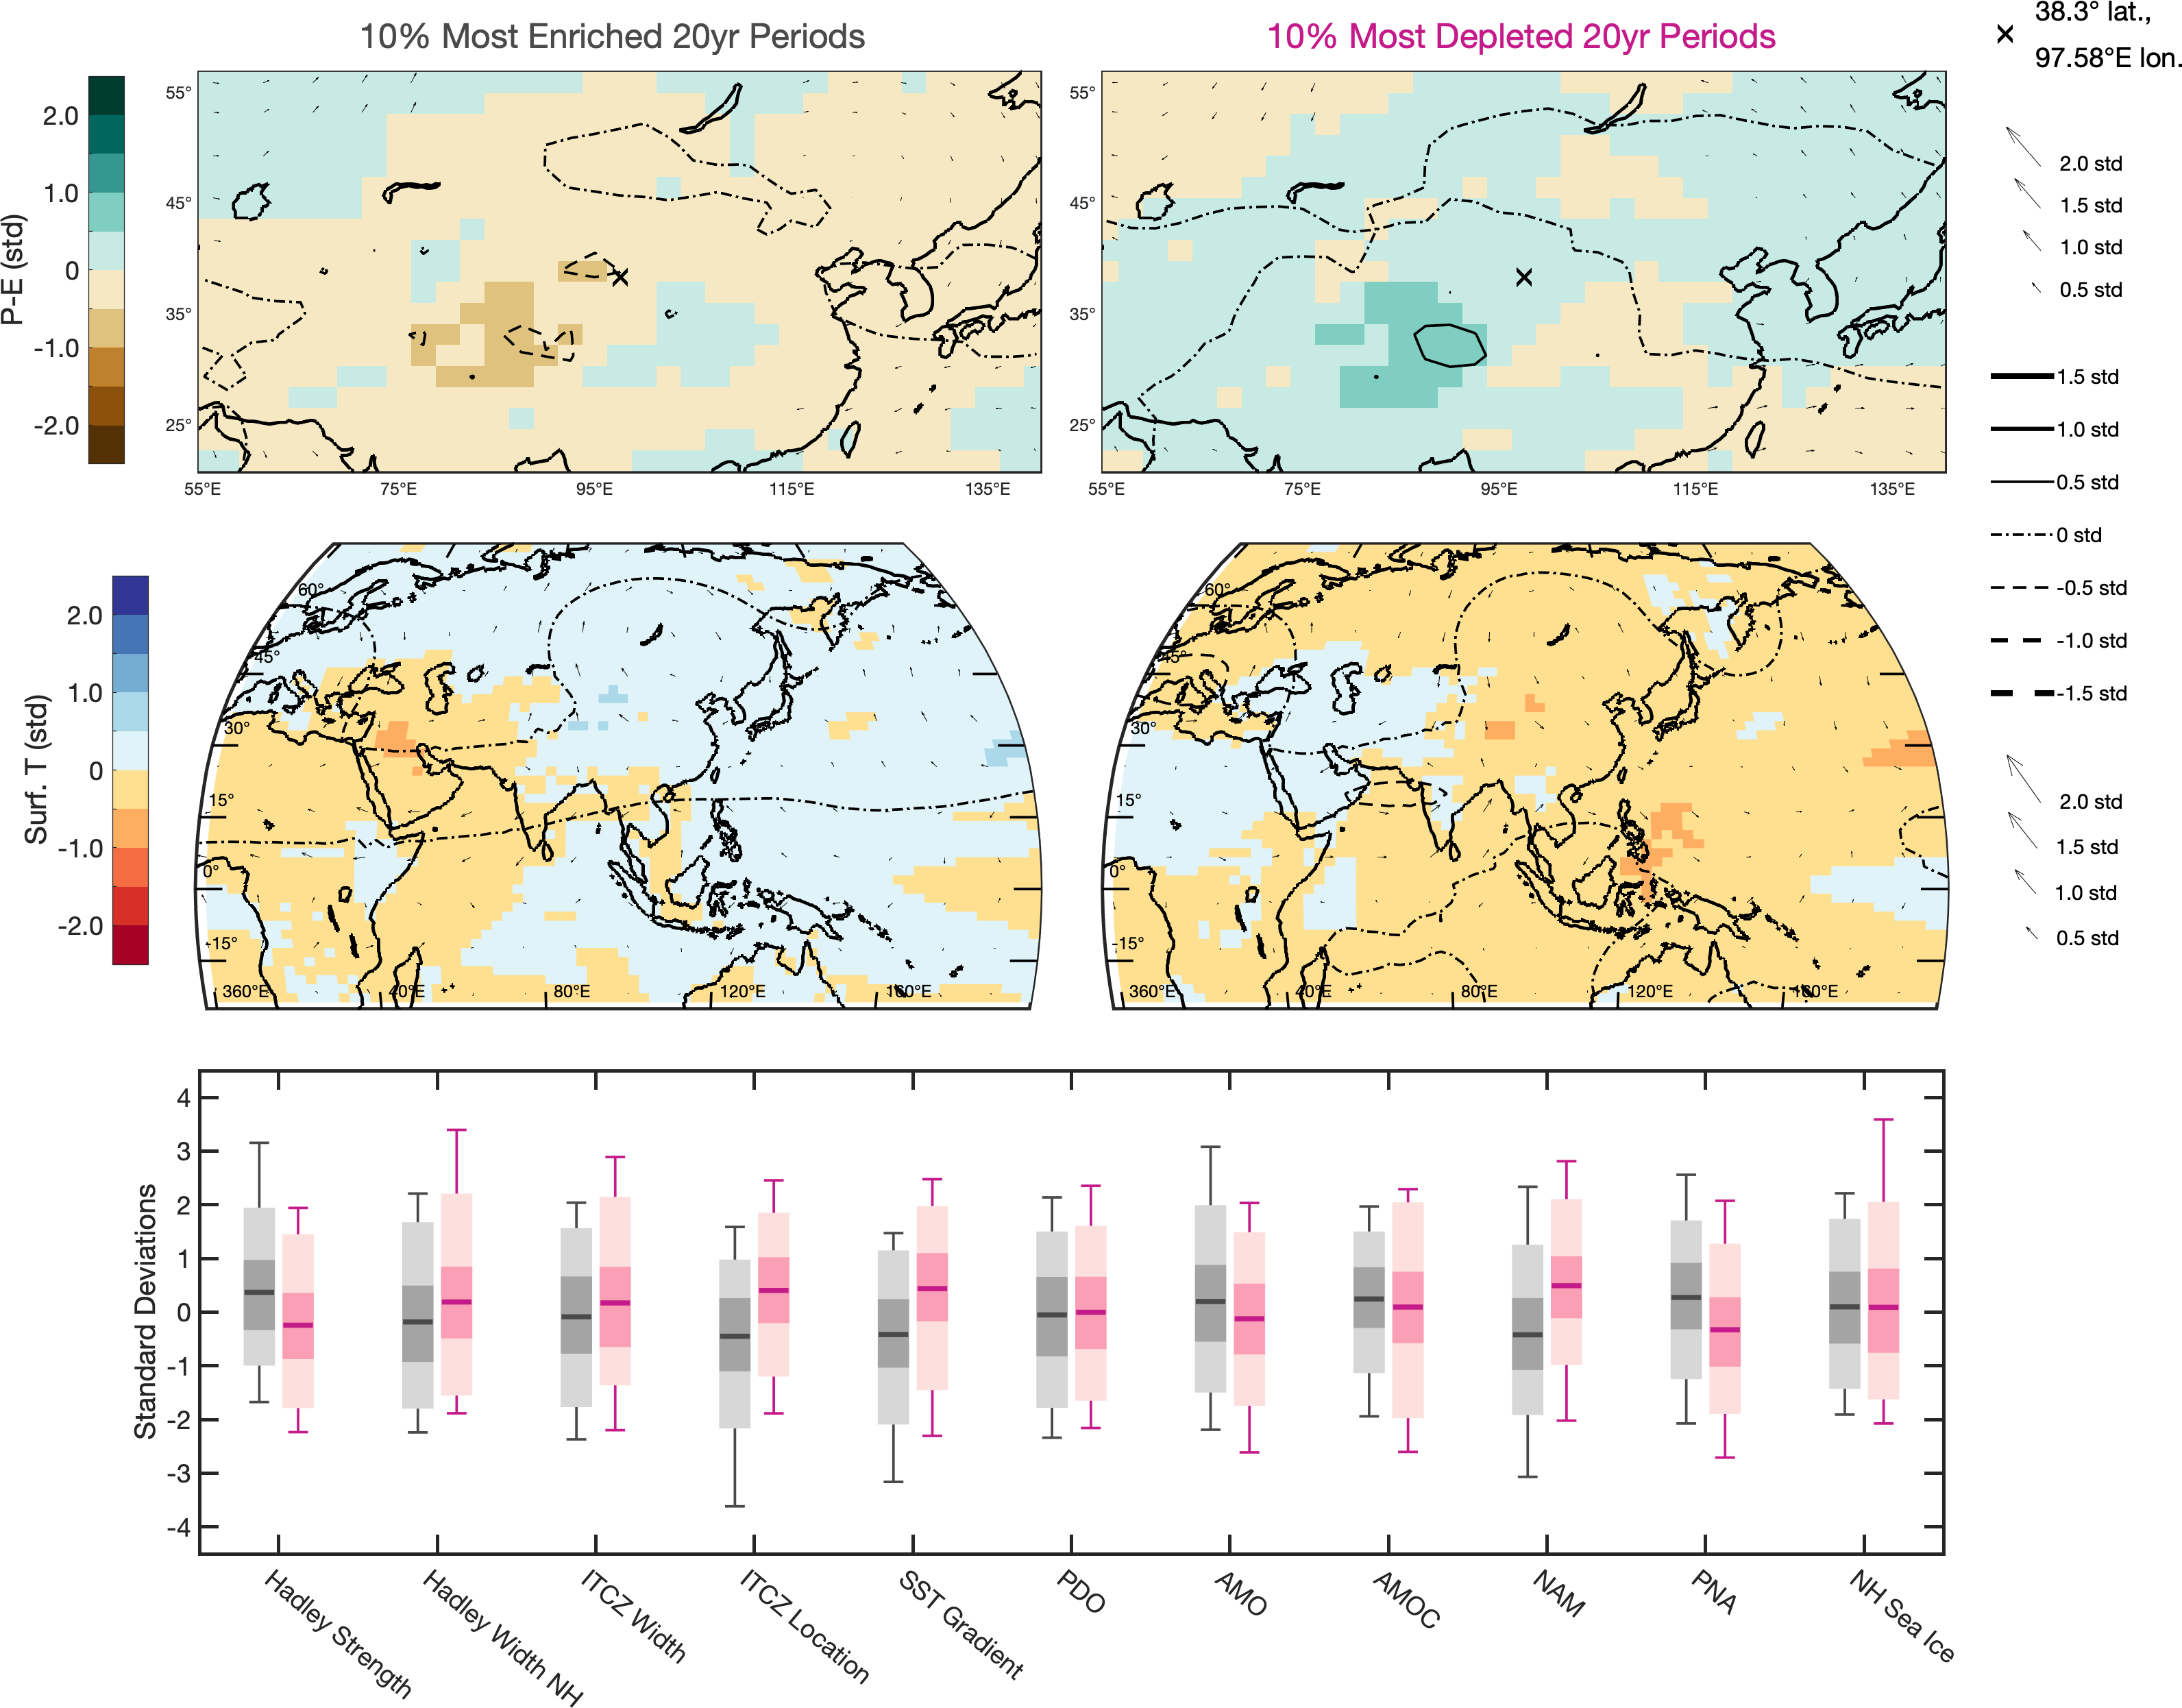 10% Most Enriched 20yr Periods
10% Most Depleted 20yr Periods
38.3° lat.,
97.58°E lon.
P-E (std)
2.0
1.0
0
-1.0
-2.0
55°
45°
35°
25°
55°E
75°E
95°E
115°E
135°E
55°
45°
35°
25°
55°E
75°E
95°E
115°E
135°E
2.0 std
1.5 std
1.0 std
0.5 std
1.5 std
1.0 std
0.5 std
0 std
-0.5 std
-1.0 std
-1.5 std
Surf. T (std)
2.0
1.0
0
-1.0
-2.0
60°
45°
30°
15°
0°
-15°
360°E
40°E
80°E
120°E
160°E
60°
45°
30°
15°
0°
-15°
360°E
40°E
80°E
120°E
160°E
2.0 std
1.5 std
1.0 std
0.5 std
Standard Deviations
4
3
2
1
0
-1
-2
-3
-4
Hadley Strength
Hadley Width NH
ITCZ Width
ITCZ Location
SST Gradient
PDO
AMO
AMOC
NAM
PNA
NH Sea Ice